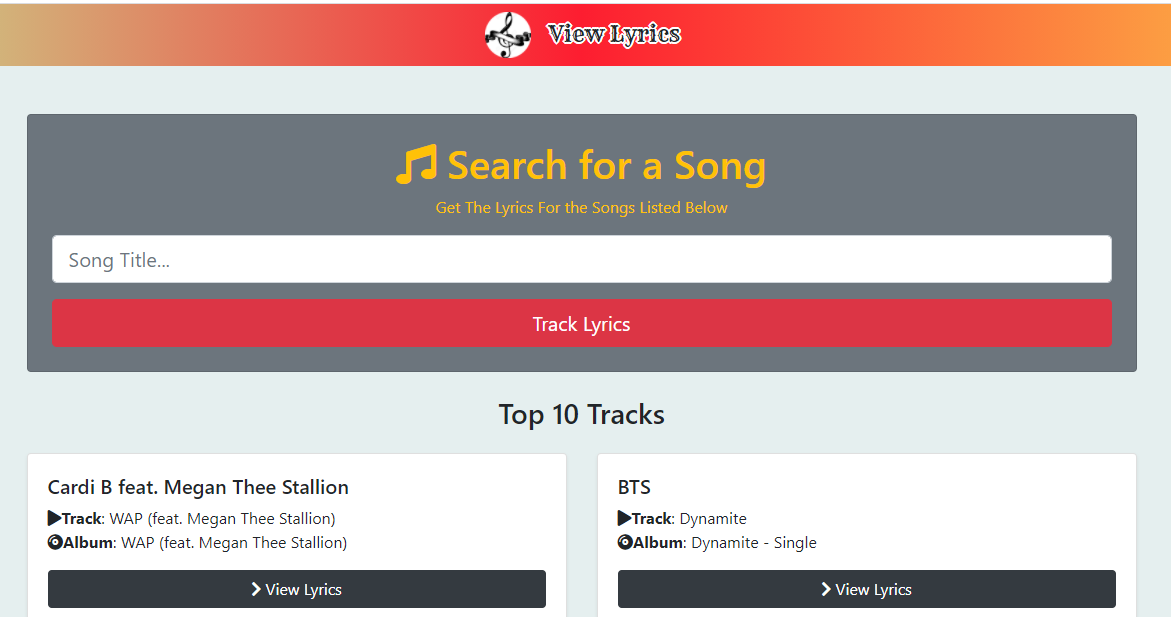 View Lyrics
Search for a Song
Get The Lyrics For the Songs Listed Below
Song Title...
Track Lyrics
Top 10 Tracks
Cardi B feat. Megan Thee Stallion
Track: WAP (feat. Megan Thee Stallion)
Album: WAP (feat. Megan Thee Stallion)
View Lyrics
BTS
Track: Dynamite
Album: Dynamite - Single
View Lyrics